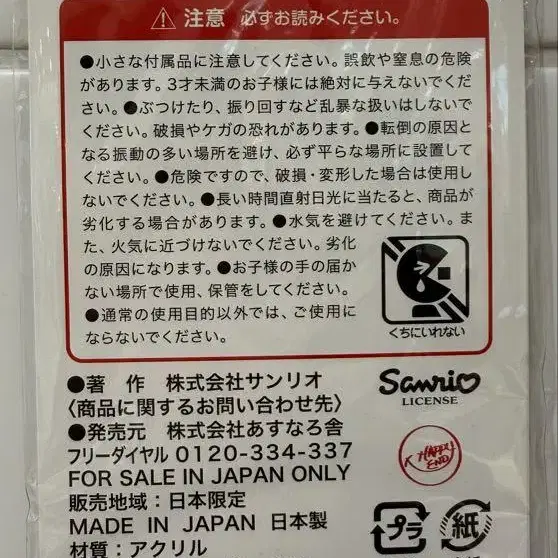 注意 必ずお読みください。
●小さな付属品に注意してください。誤飲や窒息の危険
があります。3才未満のお子様には絶対に与えないでくだ
さい。●ぶつけたり、振り回すなど乱暴な扱いはしないで
ください。破損やケガの恐れがあります。●転倒の原因と
なる振動の多い場所を避け、必ず平らな場所に設置して
ください。●危険ですので、破損・変形した場合は使用し
ないでください。●長い時間直射日光に当たると、商品が
劣化する場合があります。●水気を避けてください。ま
た、火気に近づけないでください。劣化
の原因になります。●お子様の手の届か
ない場所で使用、保管をしてください。
●通常の使用目的以外では、ご使用に
ならないでください。
くちにいれない
●著 作 株式会社サンリオ
〈商品に関するお問い合わせ先〉
●発売元 株式会社あすなろ舎
フリーダイヤル 0120-334-337
FOR SALE IN JAPAN ONLY
販売地域:日本限定
MADE IN JAPAN 日本製
材質:アクリル
Sanrio
LICENSE
HAPPY
END
プラ
紙